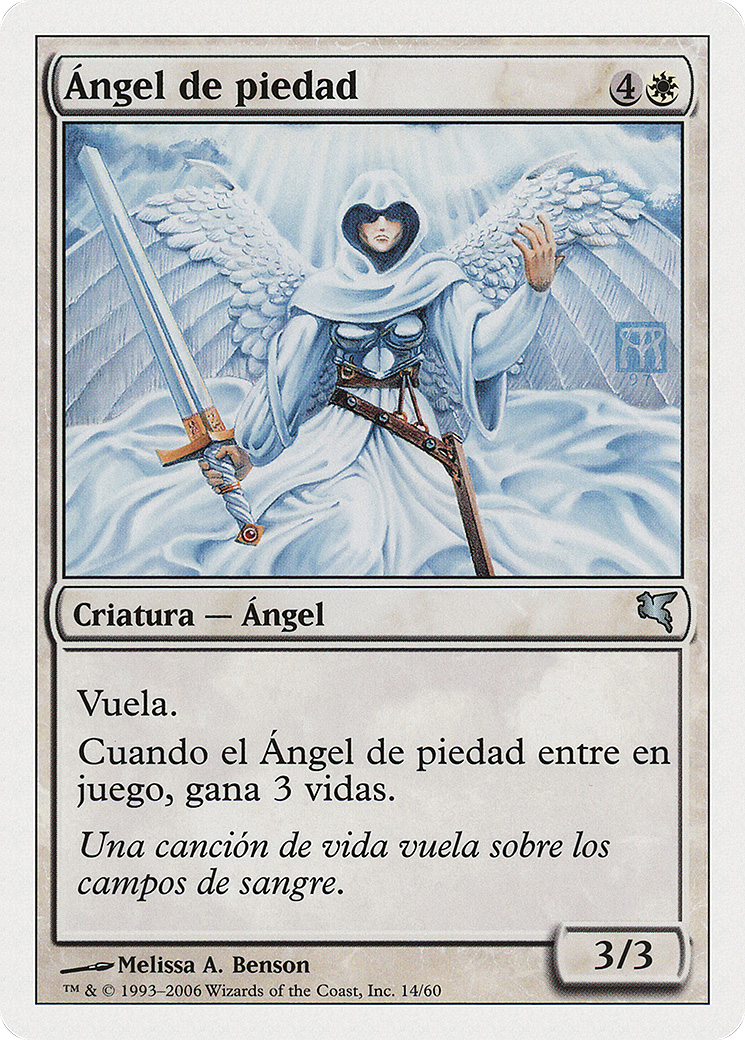 Ángel de piedad
4
Criatura — Ángel
Vuela.
Cuando el Ángel de piedad entre en
juego, gana 3 vidas.
Una canción de vida vuela sobre los
campos de sangre.
3/3
Melissa A. Benson
™ & © 1993–2006 Wizards of the Coast, Inc. 14/60